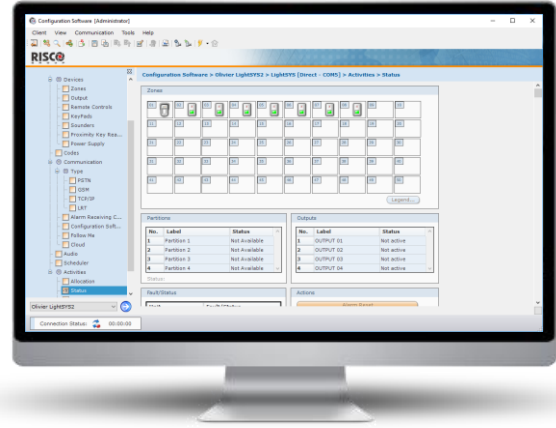 Configuration Software [Administrator]
Client View Communication Tools Help
RISCO
Configuration Software > Olivier LightSYS2 > LightSYS [Direct - COM5] > Activities > Status
Devices
Zones
Output
Remote Controls
KeyPads
Sounders
Proximity Key Rea...
Power Supply
Codes
Communication
Type
PSTN
GSM
TCP/IP
LRT
Alarm Receiving C...
Configuration Soft...
Follow Me
Cloud
Audio
Scheduler
Activities
Allocation
Status
Olivier LightSYS2
Connection Status: 00:00:00
Zones
Legend...
Partitions
No. Label Status
1 Partition 1 Not Available
2 Partition 2 Not Available
3 Partition 3 Not Available
4 Partition 4 Not Available
Status
Outputs
No. Label Status
1 OUTPUT 01 Not active
2 OUTPUT 02 Not active
3 OUTPUT 03 Not active
4 OUTPUT 04 Not active
Fault/Status
Actions